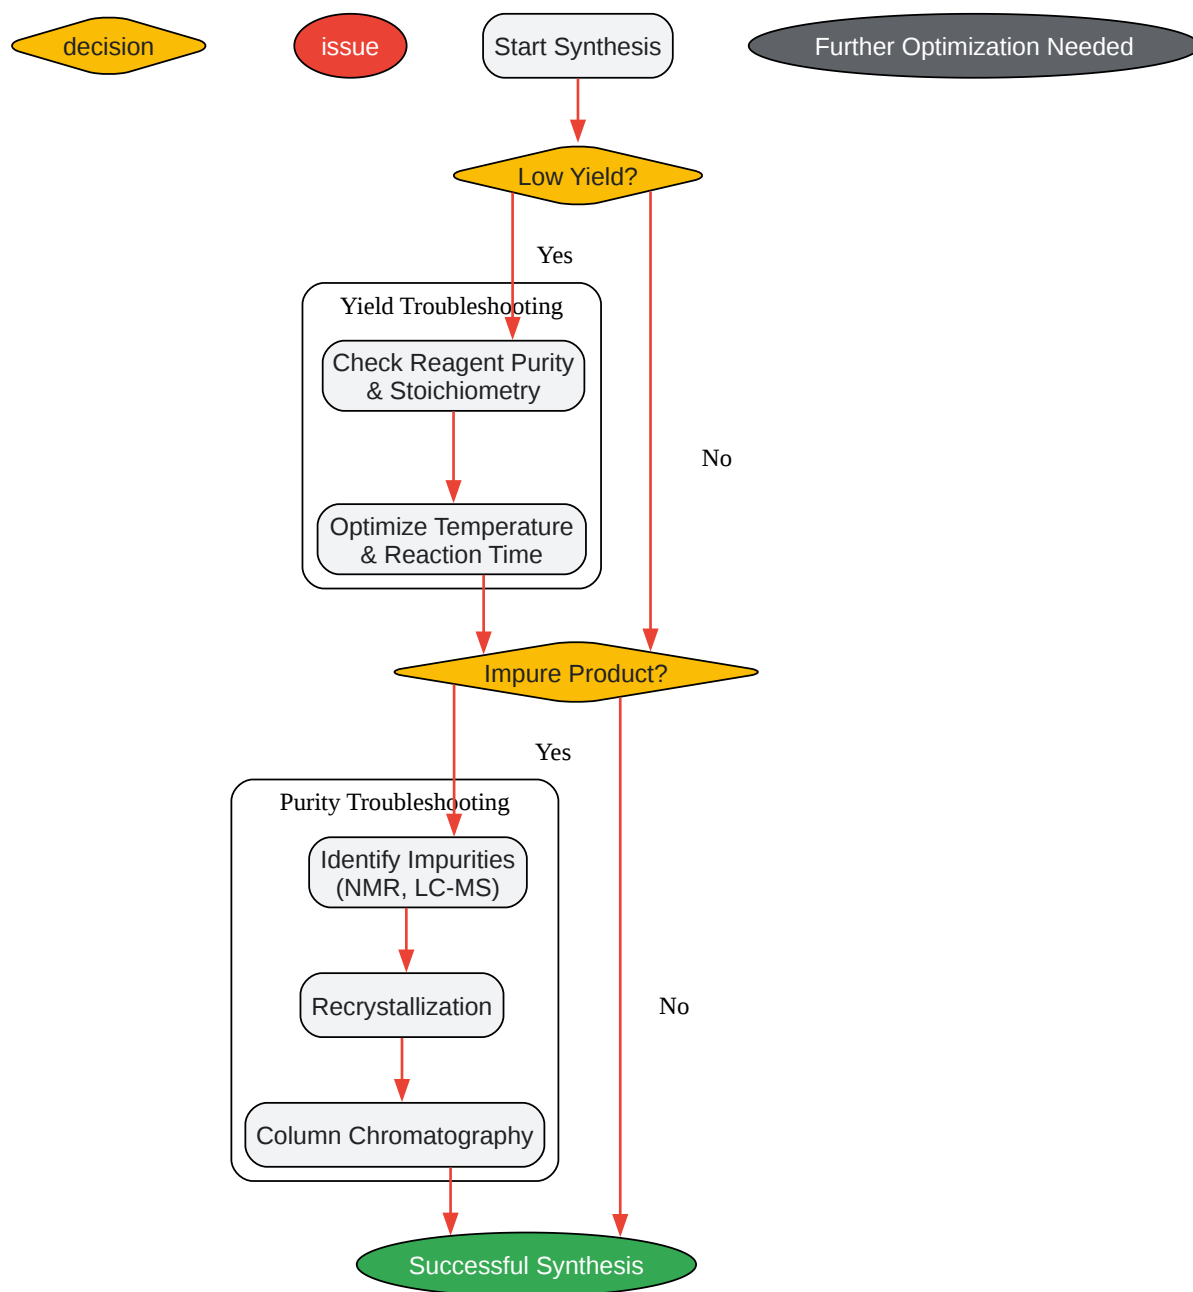 decision
issue
Start Synthesis
Further Optimization Needed
Low Yield?
Yes
Yield Troubleshooting
Check Reagent Purity
& Stoichiometry
No
Optimize Temperature
& Reaction Time
Impure Product?
Yes
Purity Troubleshooting
Identify Impurities
(NMR, LC-MS)
Recrystallization
No
Column Chromatography
Successful Synthesis